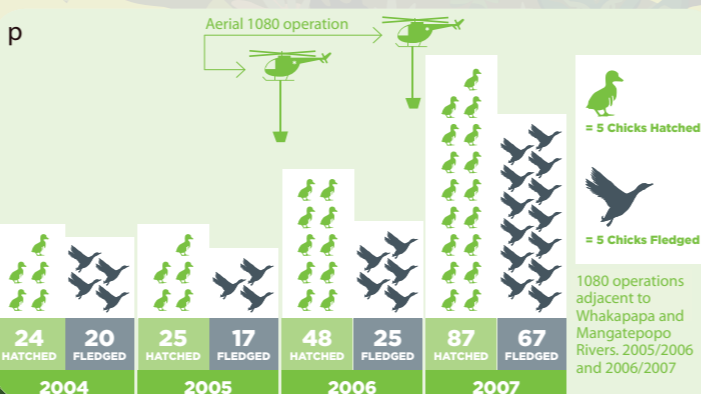 p
Aerial 1080 operation
= 5 Chicks Hatched
= 5 Chicks Fledged
1080 operations
adjacent to
Whakapapa and
Mangatepopo
Rivers. 2005/2006
and 2006/2007
24 20 25 17 48 25 87 67
HATCHED FLEDGED HATCHED FLEDGED HATCHED FLEDGED HATCHED FLEDGED
2004 2005 2006 2007